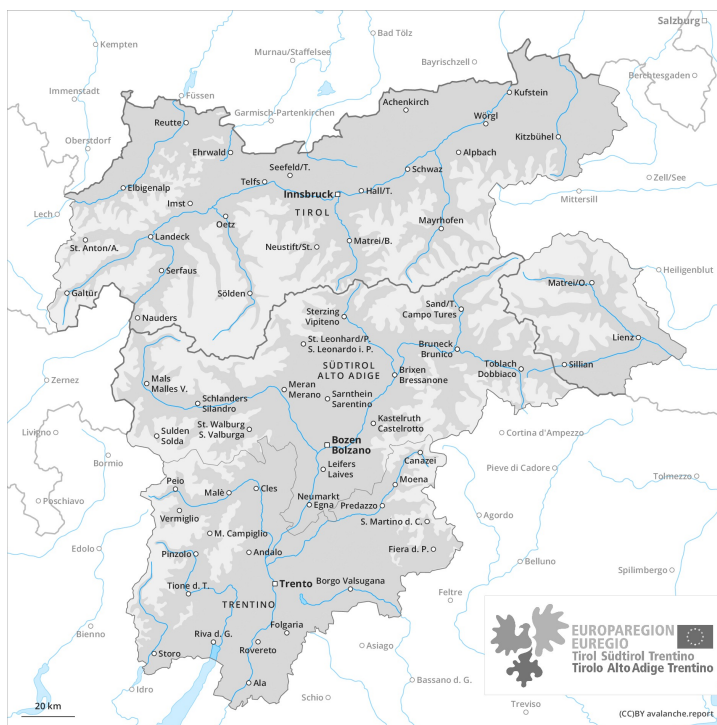 Salzburg
Kempten
Bad Tölz
Murnau/Staffelsee
Bayrischzell
Berchtesgaden
Immenstadt
Füssen
Kufstein
Garmisch-Partenkirchen
Achenkirch
Reutte
Wörgl
Oberstdorf
Kitzbühel
Ehrwald
Alpbach
Seefeld/T.
Schwaz
Telfs
Zell/See
Elbigenalp
Innsbruck
Hall/T.
Mittersill
Imst
TIROL
Lech
Oetz
Mayrhofen
St. Anton/A.
Landeck
Neustift/St.
Matrei/B.
Serfaus
Heiligenblut
Galtür
Sölden
Matrei/O.
Nauders
Sterzing
Vipiteno
Sand/T.
Campo Tures
St. Leonhard/P.
S. Leonardo i. P.
Lienz
Bruneck
Brunico
SÜDTIROL
ALTO ADIGE
Toblach
Dobbiaco
Sillian
Zernez
Mals
Malles V.
Brixen
Bressanone
Meran
Merano
Schlanders
Silandro
Sarnthein
Sarentino
Kastelruth
Castelrotto
Livigno
Sulden
Solda
St. Walburg
S. Valburga
Cortina d'Ampezzo
Bozen
Bolzano
Bormio
Canazei
Pieve di Cadore
Leifers
Laives
Tolmezzo
Peio
Malè
Cles
Moena
Poschiavo
Neumarkt
Egna
Predazzo
Vermiglio
Agordo
S. Martino d. C.
M. Campiglio
Edolo
Pinzolo
Andalo
Fiera d. P.
Belluno
Spilimbergo
Tione d. T.
Trento
Borgo Valsugana
Feltre
TRENTINO
Bienno
Folgaria
Riva d. G.
Rovereto
Asiago
Storo
Bassano d. G.
Idro
Ala
Schio
Treviso
EUROPAREGION
EUREGIO
Tirol Südtirol Trentino
Tirolo Alto Adige Trentino
20 km
(CC)BY avalanche.report